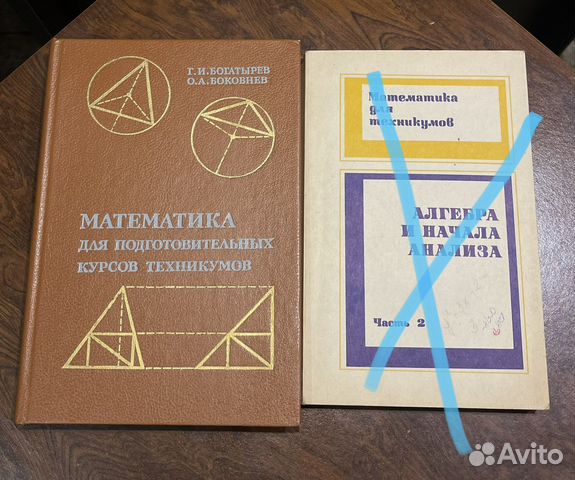 Г. И. БОГАТЫРЕВ
О. А. БОКОВНЕВ
МАТЕМАТИКА
ДЛЯ ПОДГОТОВИТЕЛЬНЫХ
КУРСОВ ТЕХНИКУМОВ
Математика
для
техникумов
АЛГЕБРА
И НАЧАЛА
АНАЛИЗА
Часть 2
Avito